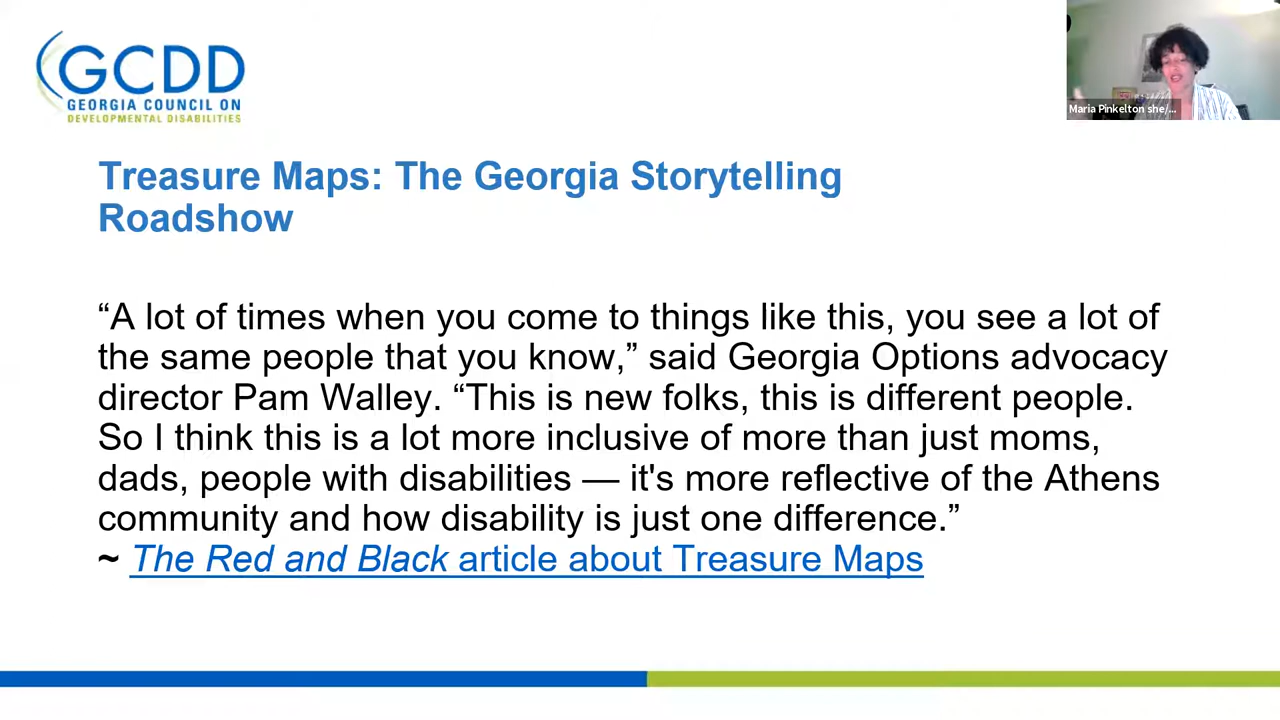 GCDD
GEORGIA COUNCIL ON
DEVELOPMENTAL DISABILITIES
Maria Pinkelton she/...
Treasure Maps: The Georgia Storytelling
Roadshow
“A lot of times when you come to things like this, you see a lot of
the same people that you know,” said Georgia Options advocacy
director Pam Walley. “This is new folks, this is different people.
So I think this is a lot more inclusive of more than just moms,
dads, people with disabilities — it's more reflective of the Athens
community and how disability is just one difference.”
~ The Red and Black article about Treasure Maps